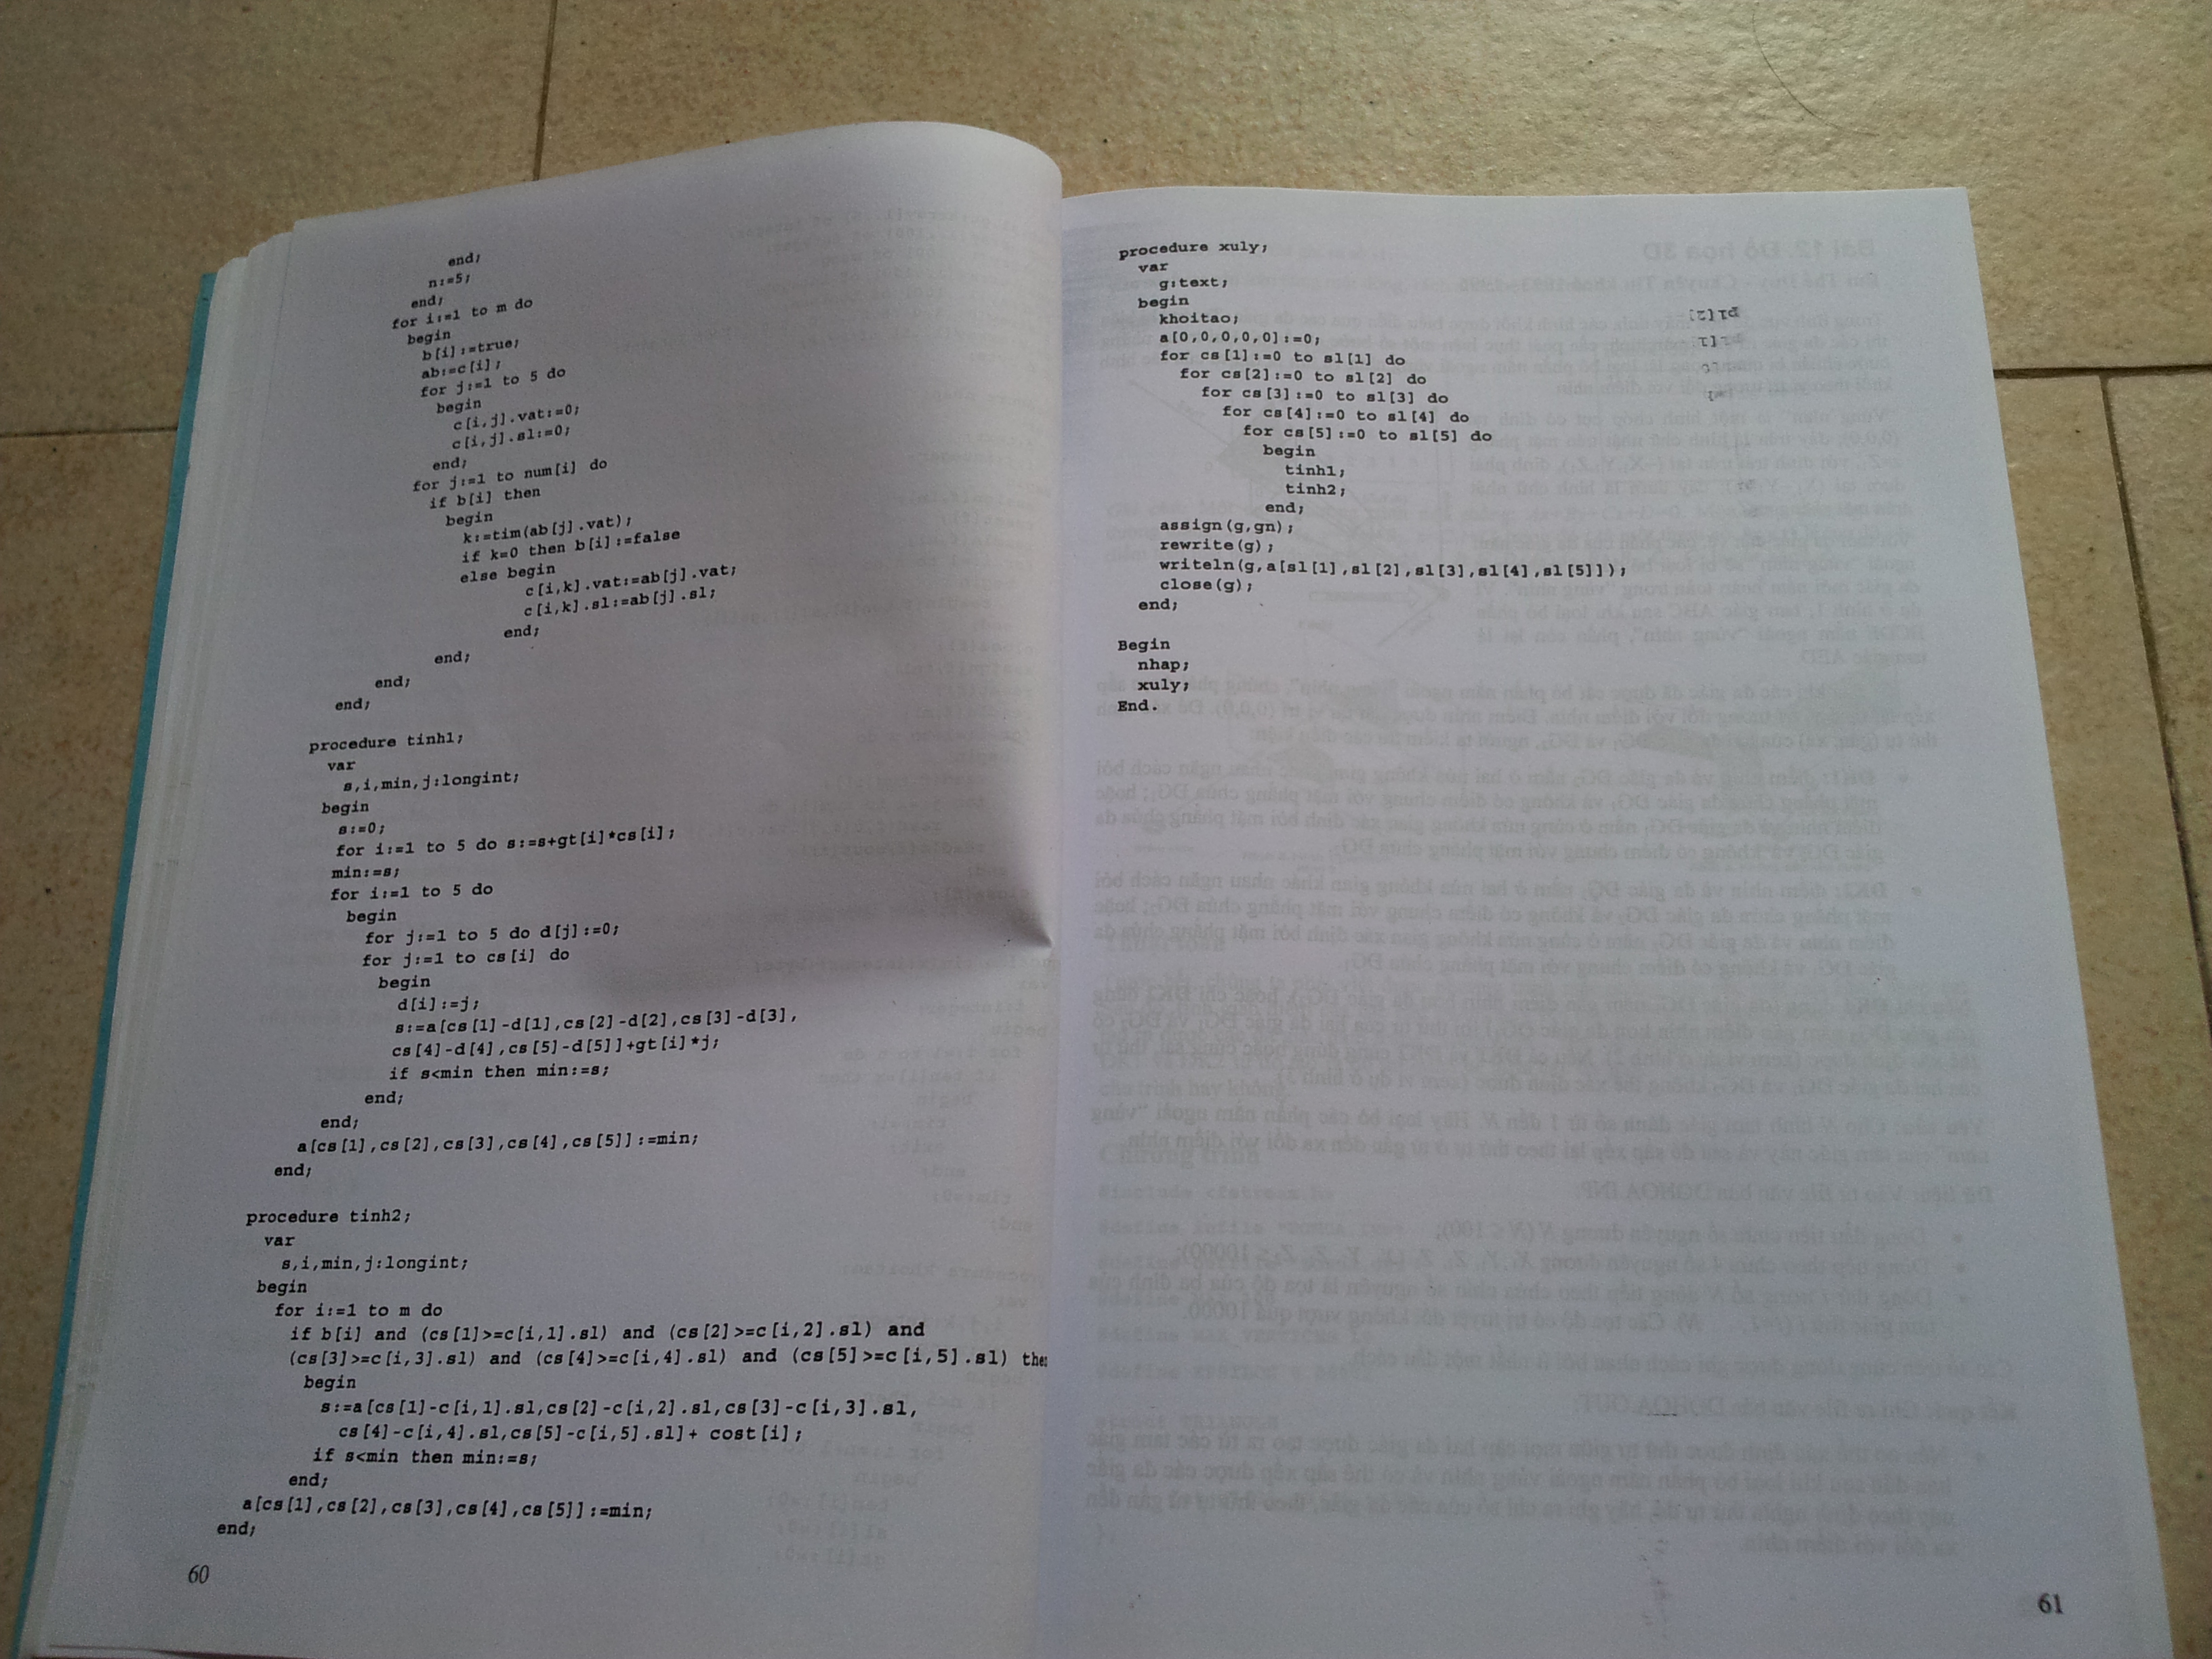 end;
n:=5;
end;
for i:=1 to m do
begin
b[i]:=true;
ab:=c[i];
for j:=1 to 5 do
begin
c[i,j].vat:=0;
c[i,j].sl:=0;
end;
for j:=1 to num[i] do
if b[i] then
begin
k:=tim(ab[j].vat);
if k=0 then b[i]:=false
else begin
c[i,k].vat:=ab[j].vat;
c[i,k].sl:=ab[j].sl;
end;
end;
end;
end;
procedure tinh1;
var
s,i,min,j:longint;
begin
s:=0;
for i:=1 to 5 do s:=s+gt[i]*cs[i];
min:=s;
for i:=1 to 5 do
begin
for j:=1 to 5 do d[j]:=0;
for j:=1 to cs[i] do
begin
d[i]:=j;
s:=a[cs[1]-d[1],cs[2]-d[2],cs[3]-d[3],
cs[4]-d[4],cs[5]-d[5]]+gt[i]*j;
if s<min then min:=s;
end;
end;
a[cs[1],cs[2],cs[3],cs[4],cs[5]]:=min;
end;
procedure tinh2;
var
s,i,min,j:longint;
begin
for i:=1 to m do
if b[i] and (cs[1]>=c[i,1].sl) and (cs[2]>=c[i,2].sl) and
(cs[3]>=c[i,3].sl) and (cs[4]>=c[i,4].sl) and (cs[5]>=c[i,5].sl) the
begin
s:=a[cs[1]-c[i,1].sl,cs[2]-c[i,2].sl,cs[3]-c[i,3].sl,
cs[4]-c[i,4].sl,cs[5]-c[i,5].sl]+ cost[i];
if s<min then min:=s;
end;
a[cs[1],cs[2],cs[3],cs[4],cs[5]]:=min;
end;
60
procedure xuly;
var
g:text;
begin
khoitao;
a[0,0,0,0,0]:=0;
for cs[1]:=0 to sl[1] do
for cs[2]:=0 to sl[2] do
for cs[3]:=0 to sl[3] do
for cs[4]:=0 to sl[4] do
for cs[5]:=0 to sl[5] do
begin
tinh1;
tinh2;
end;
assign(g,gn);
rewrite(g);
writeln(g,a[sl[1],sl[2],sl[3],sl[4],sl[5]]);
close(g);
end;
Begin
nhap;
xuly;
End.
61